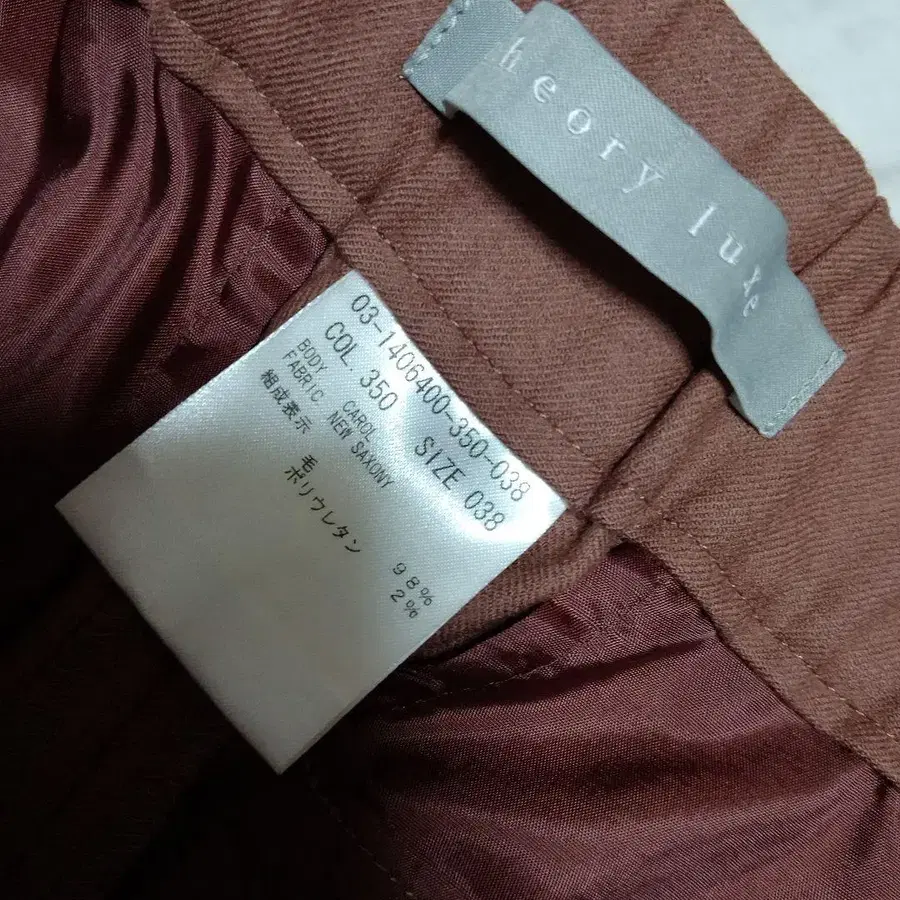 heory luxe
03-1406400-350-038
COL. 350 SIZE 038
BODY CAROL
FABRIC NEW SAXONY
組成表示 毛 98%
ポリウレタン 2%